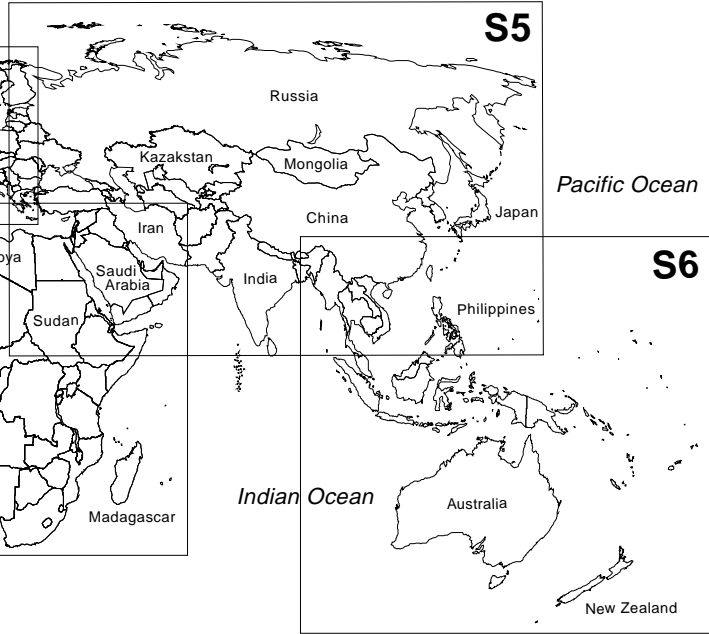 S5
Russia
Kazakstan
Mongolia
Pacific Ocean
China
Japan
Iran
oya
S6
Saudi
Arabia
India
Philippines
Sudan
Indian Ocean
Australia
Madagascar
New Zealand